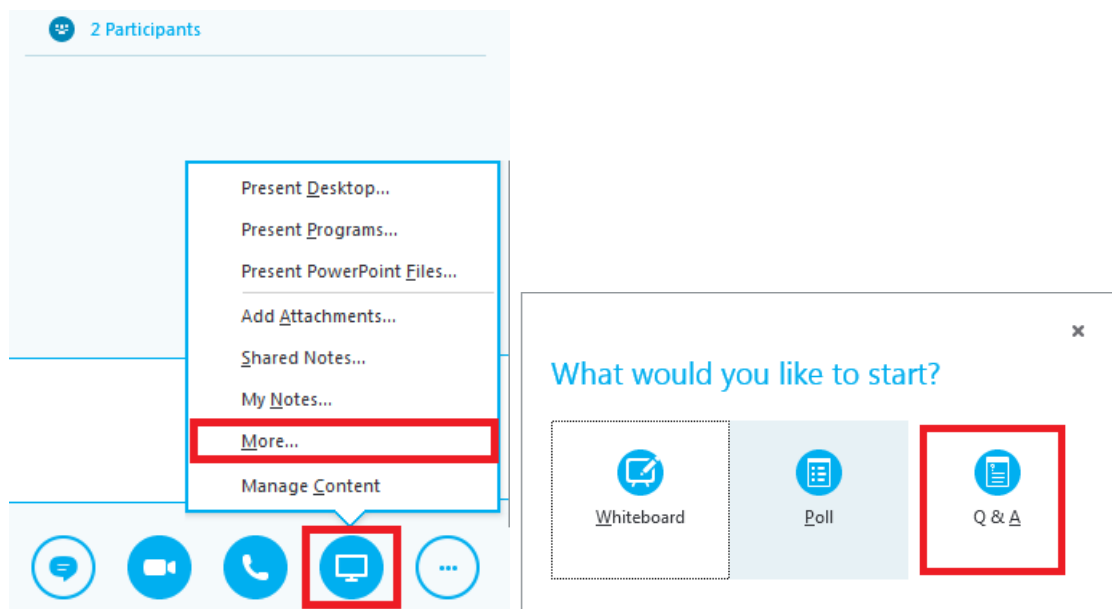 2 Participants
Present Desktop...
Present Programs...
Present PowerPoint Files...
Add Attachments...
Shared Notes...
My Notes...
More...
Manage Content
What would you like to start?
Whiteboard
Poll
Q & A